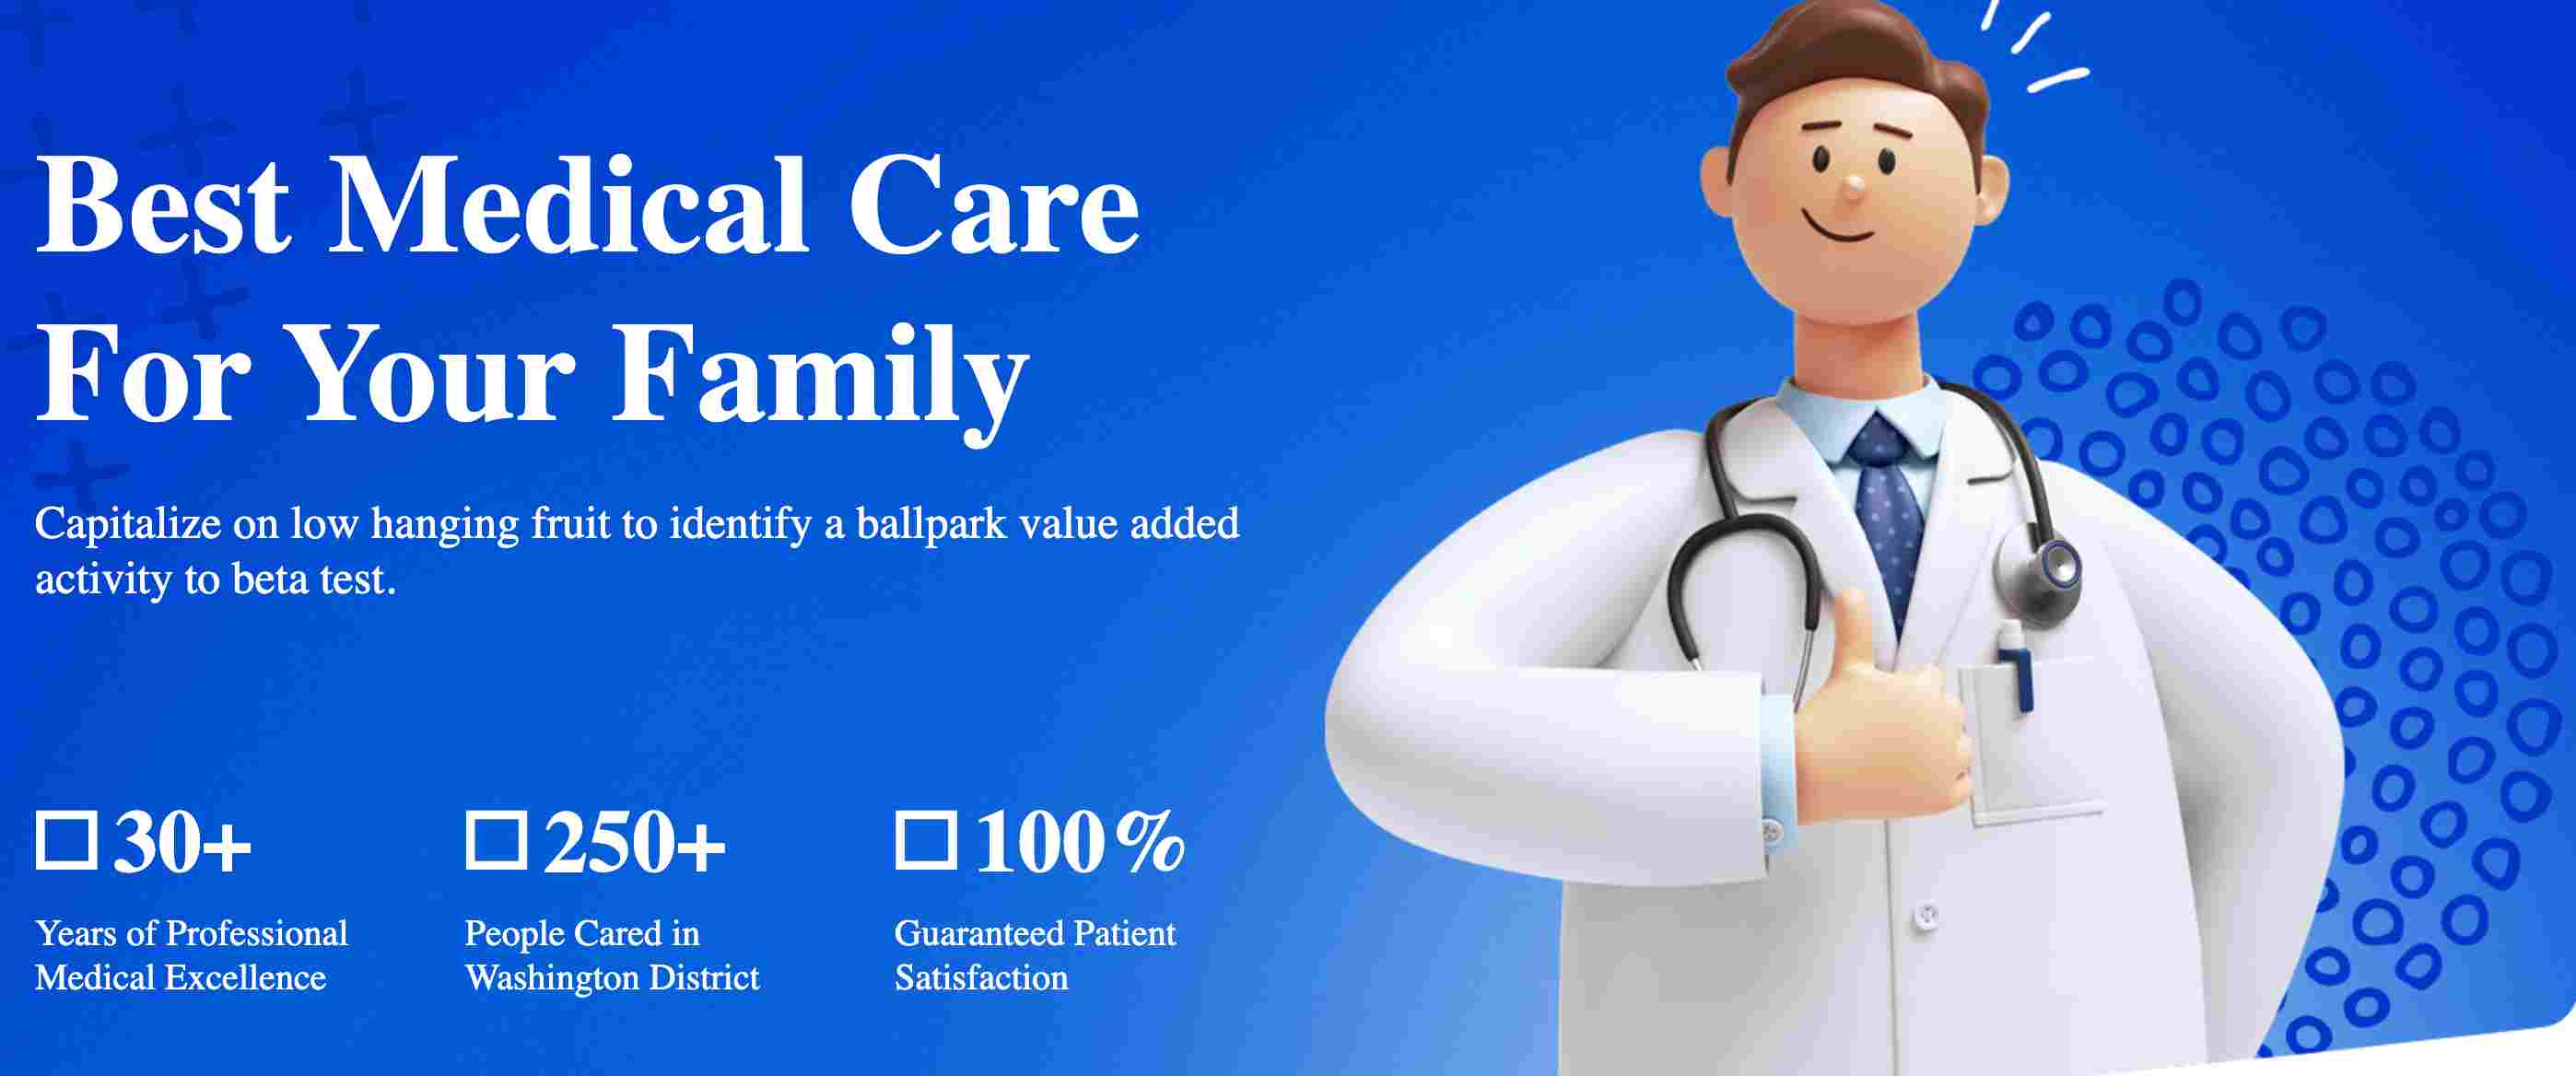 Best Medical Care
For Your Family
Capitalize on low hanging fruit to identify a ballpark value added
activity to beta test.
30+
250+
100%
Years of Professional
Medical Excellence
People Cared in
Washington District
Guaranteed Patient
Satisfaction